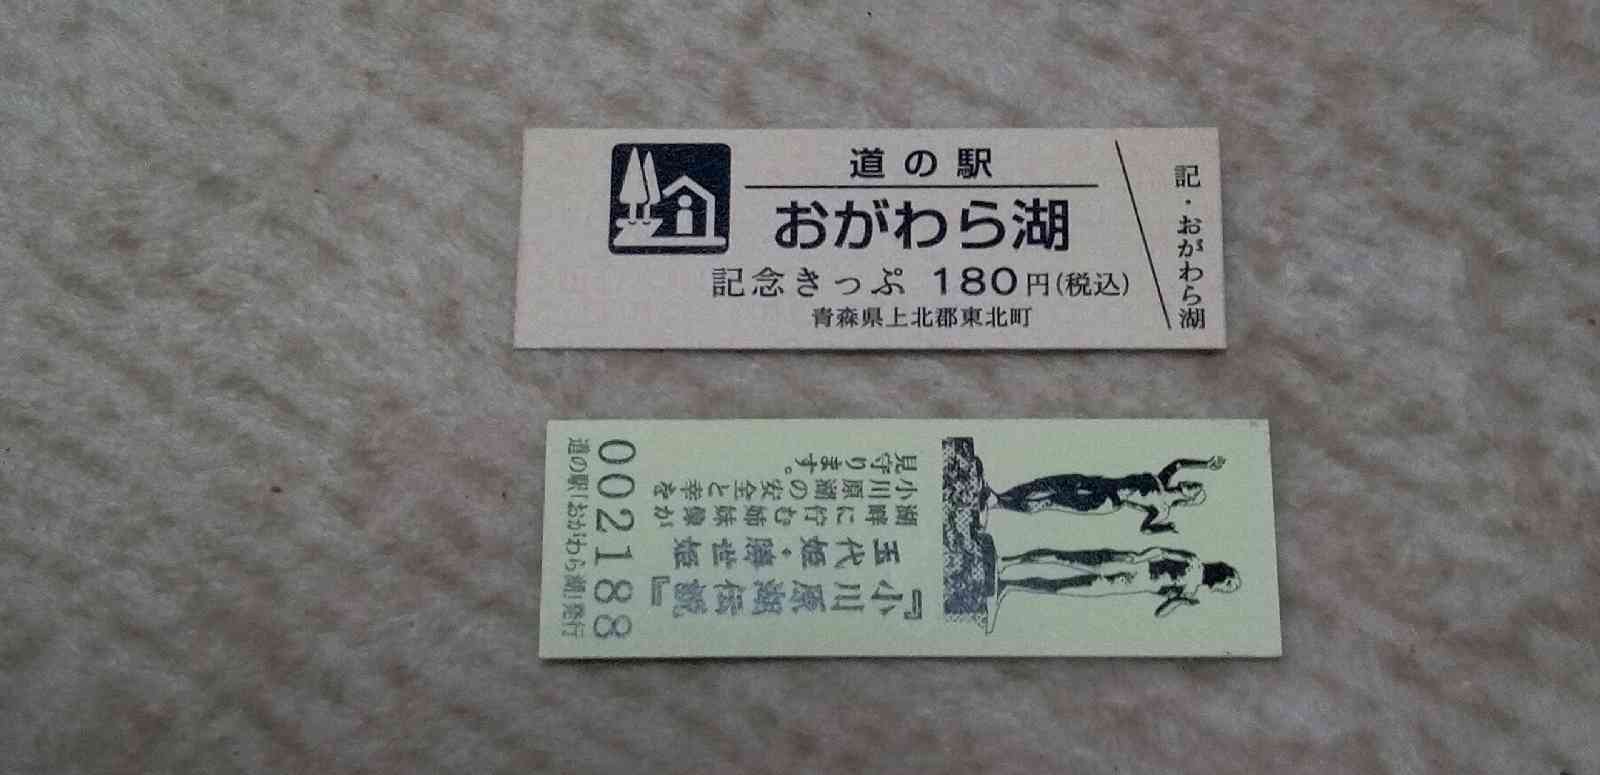 道の駅
おがわら湖
記念きっぷ 180円(税込)
青森県上北郡東北町
記・おがわら湖
『小川原湖伝説』
玉代姫・勝世姫
湖畔に佇む姉妹像が
小川原湖の安全と幸を
見守ります。
002188
道の駅「おがわら湖」発行